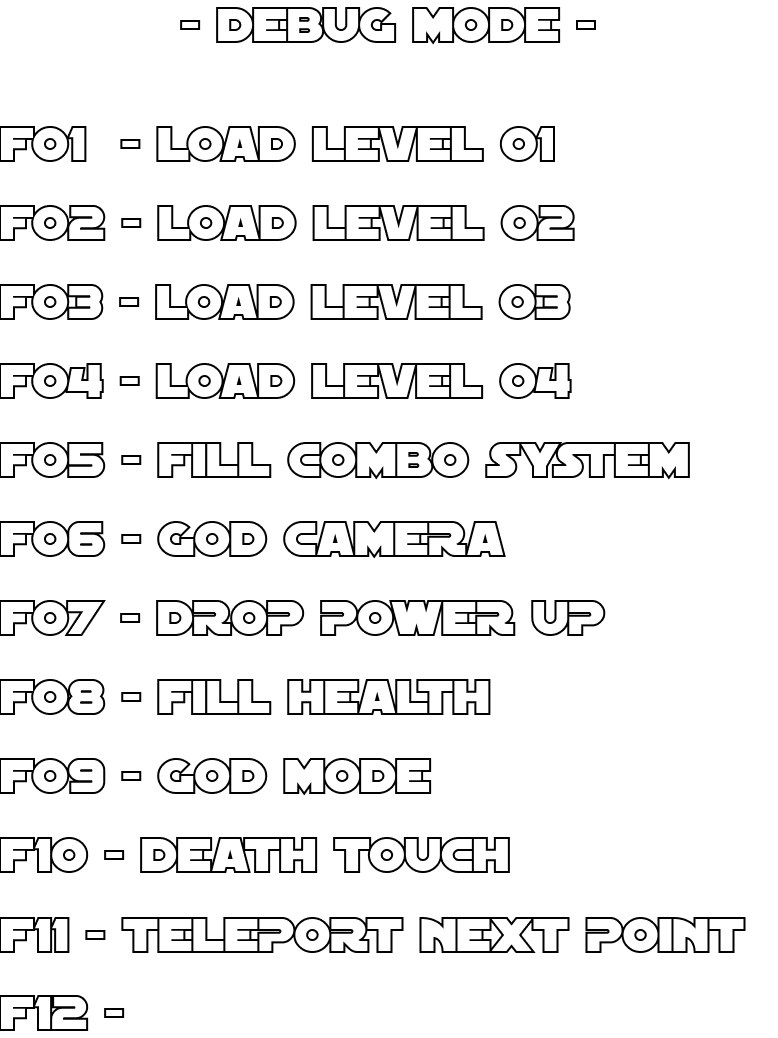 - DEBUG MODE -
F01 - LOAD LEVEL 01
F02 - LOAD LEVEL 02
F03 - LOAD LEVEL 03
F04 - LOAD LEVEL 04
F05 - FILL COMBO SYSTEM
F06 - GOD CAMERA
F07 - DROP POWER UP
F08 - FILL HEALTH
F09 - GOD MODE
F10 - DEATH TOUCH
F11 - TELEPORT NEXT POINT
F12 -